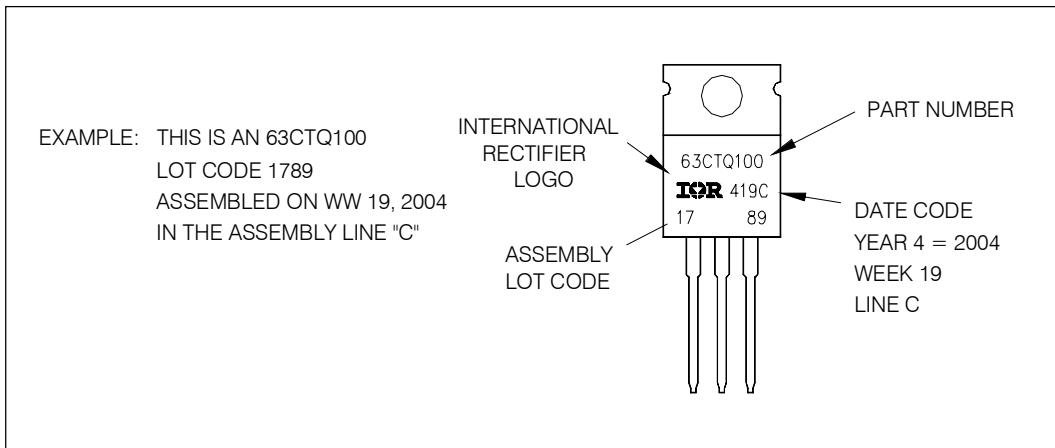 EXAMPLE: THIS IS AN 63CTQ100
LOT CODE 1789
ASSEMBLED ON WW 19, 2004
IN THE ASSEMBLY LINE "C"
INTERNATIONAL
RECTIFIER
LOGO
ASSEMBLY
LOT CODE
63CTQ100
IOR 419C
17 89
PART NUMBER
DATE CODE
YEAR 4 = 2004
WEEK 19
LINE C